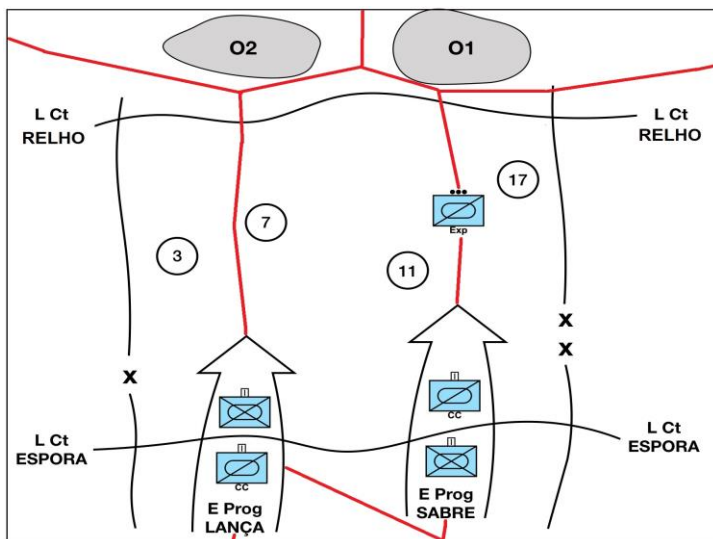 O2
O1
L Ct
RELHO
L Ct
RELHO
17
Exp
7
3
11
X
X
X
I
I
CC
L Ct
ESPORA
I
CC
I
L Ct
ESPORA
E Prog
LANÇA
E Prog
SABRE